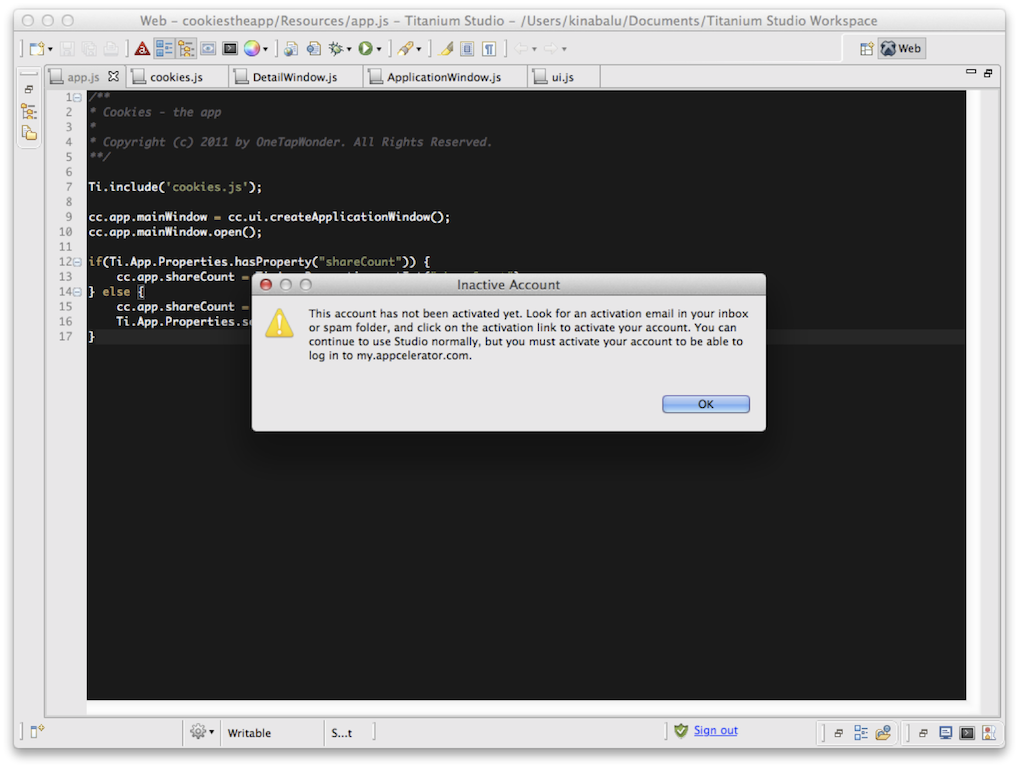 Web – cookiestheapp/Resources/app.js – Titanium Studio – /Users/kinabalu/Documents/Titanium Studio Workspace
Web
app.js
cookies.js
DetailWindow.js
ApplicationWindow.js
ui.js
1 /**
2 * Cookies - the app
3 *
4 * Copyright (c) 2011 by OneTapWonder. All Rights Reserved.
5 **/
6
7 Ti.include('cookies.js');
8
9 cc.app.mainWindow = cc.ui.createApplicationWindow();
10 cc.app.mainWindow.open();
11
12 if(Ti.App.Properties.hasProperty("shareCount")) {
13 cc.app.shareCount =
14 } else {
15 cc.app.shareCount =
16 Ti.App.Properties.se
17 }
Inactive Account
This account has not been activated yet. Look for an activation email in your inbox
or spam folder, and click on the activation link to activate your account. You can
continue to use Studio normally, but you must activate your account to be able to
log in to my.appcelerator.com.
OK
Writable
S...t
Sign out